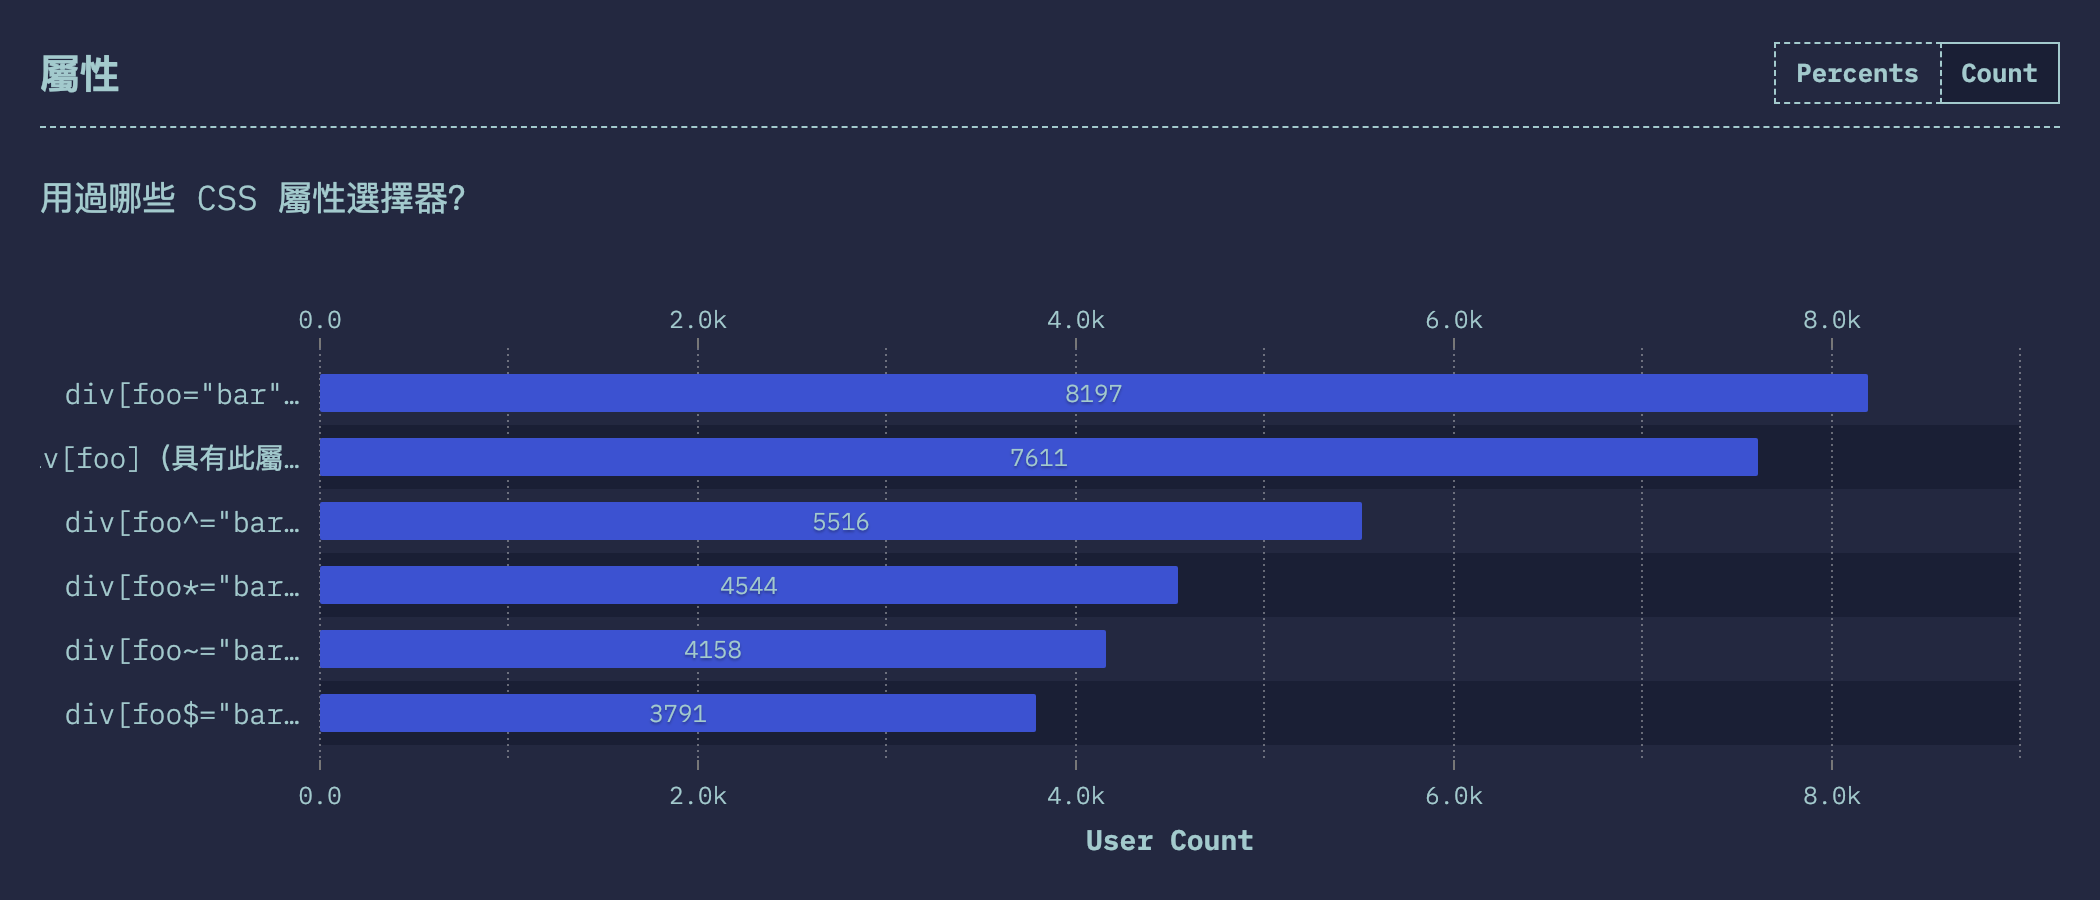 屬性
Percents Count
用過哪些 CSS 屬性選擇器?
0.0 2.0k 4.0k 6.0k 8.0k
div[foo="bar"… 8197
v[foo] (具有此屬… 7611
div[foo^="bar… 5516
div[foo*="bar… 4544
div[foo~="bar… 4158
div[foo$="bar… 3791
0.0 2.0k 4.0k 6.0k 8.0k
User Count